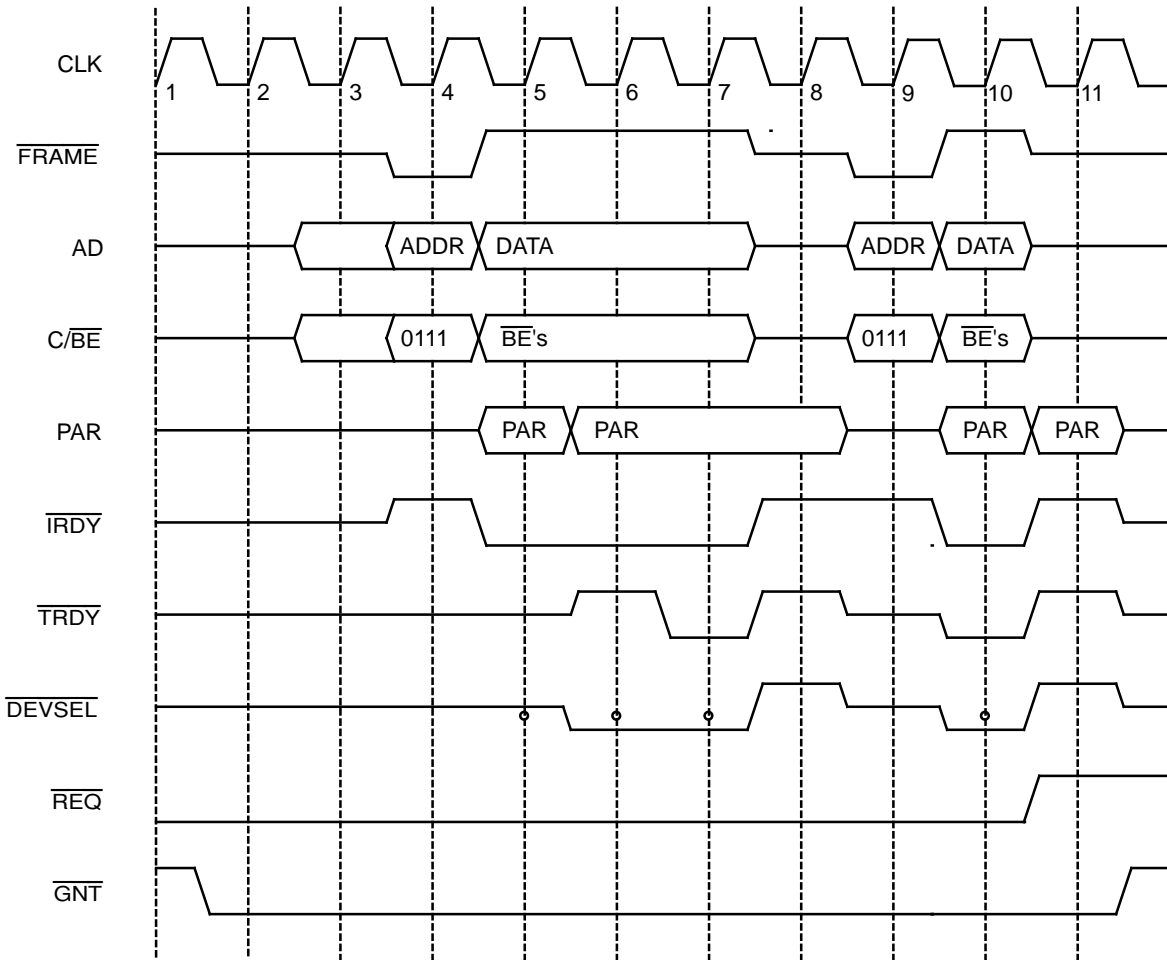 CLK
1 2 3 4 5 6 7 8 9 10 11
FRAME
AD
ADDR DATA ADDR DATA
C/BE
0111 BE's 0111 BE's
PAR
PAR PAR PAR PAR
IRDY
TRDY
DEVSEL
REQ
GNT